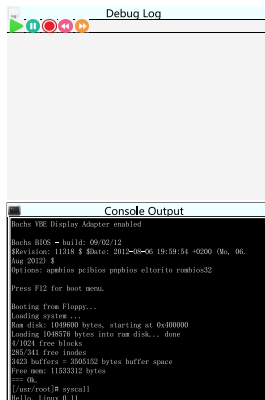 Debug Log
Console Output
Bochs VBE Display Adapter enabled
Bochs BIOS - build: 09/02/12
$Revision: 11318 $ $Date: 2012-08-06 19:59:54 +0200 (Mo, 06.
Aug 2012) $
Options: apmbios pcibios pnpbios eltorito rombios32
Press F12 for boot menu.
Booting from Floppy...
Loading system ...
Ram disk: 1049600 bytes, starting at 0x400000
Loading 1048576 bytes into ram disk... done
4/1024 free blocks
285/341 free inodes
3423 buffers = 3505152 bytes buffer space
Free mem: 11533312 bytes
=== Ok.
[/usr/root]# syscall
Hello, Linux 0.11